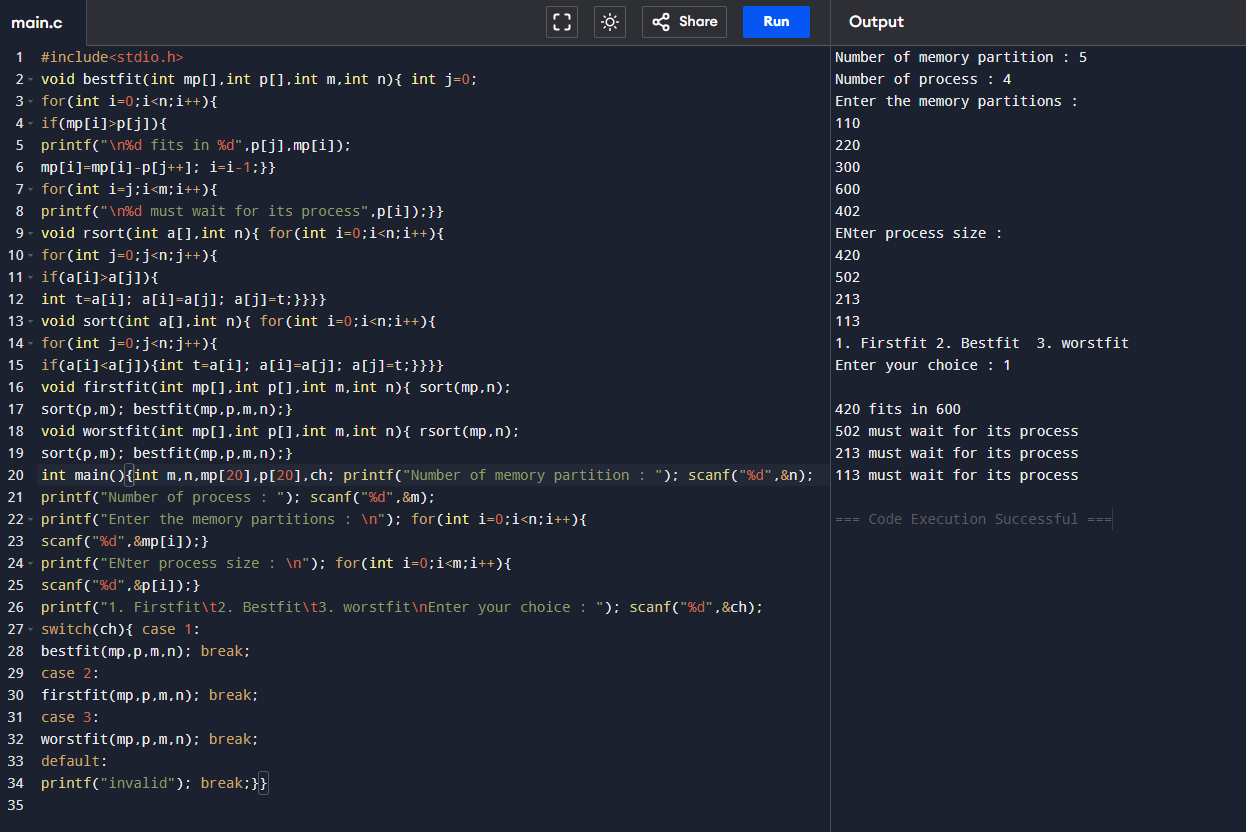 main.c
Share
Run
Output
1 #include<stdio.h>
2 void bestfit(int mp[],int p[],int m,int n){ int j=0;
3 for(int i=0;i<n;i++){
4 if(mp[i]>p[j]){
5 printf("\n%d fits in %d",p[j],mp[i]);
6 mp[i]=mp[i]-p[j++]; i=i-1;}}
7 for(int i=j;i<m;i++){
8 printf("\n%d must wait for its process",p[i]);}}
9 void rsort(int a[],int n){ for(int i=0;i<n;i++){
10 for(int j=0;j<n;j++){
11 if(a[i]>a[j]){
12 int t=a[i]; a[i]=a[j]; a[j]=t;}}}}
13 void sort(int a[],int n){ for(int i=0;i<n;i++){
14 for(int j=0;j<n;j++){
15 if(a[i]<a[j]){int t=a[i]; a[i]=a[j]; a[j]=t;}}}}
16 void firstfit(int mp[],int p[],int m,int n){ sort(mp,n);
17 sort(p,m); bestfit(mp,p,m,n);}
18 void worstfit(int mp[],int p[],int m,int n){ rsort(mp,n);
19 sort(p,m); bestfit(mp,p,m,n);}
20 int main(){int m,n,mp[20],p[20],ch; printf("Number of memory partition : "); scanf("%d",&n);
21 printf("Number of process : "); scanf("%d",&m);
22 printf("Enter the memory partitions : \n"); for(int i=0;i<n;i++){
23 scanf("%d",&mp[i]);}
24 printf("ENter process size : \n"); for(int i=0;i<m;i++){
25 scanf("%d",&p[i]);}
26 printf("1. Firstfit\t2. Bestfit\t3. worstfit\nEnter your choice : "); scanf("%d",&ch);
27 switch(ch){ case 1:
28 bestfit(mp,p,m,n); break;
29 case 2:
30 firstfit(mp,p,m,n); break;
31 case 3:
32 worstfit(mp,p,m,n); break;
33 default:
34 printf("invalid"); break;}}
35
Number of memory partition : 5
Number of process : 4
Enter the memory partitions :
110
220
300
600
402
ENter process size :
420
502
213
113
1. Firstfit 2. Bestfit  3. worstfit
Enter your choice : 1
420 fits in 600
502 must wait for its process
213 must wait for its process
113 must wait for its process
=== Code Execution Successful ===